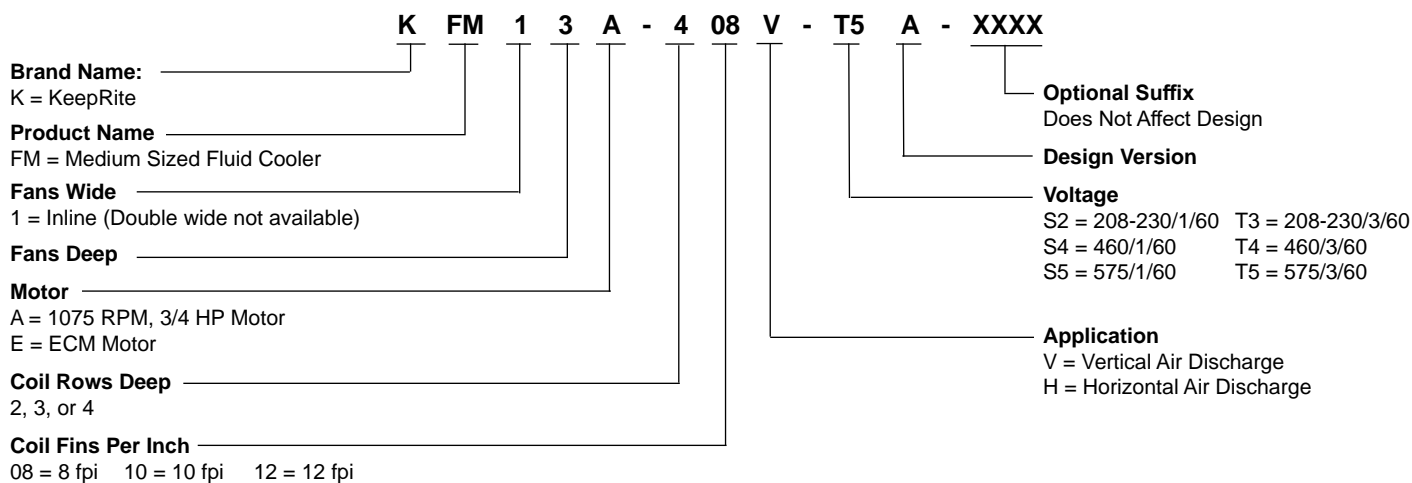 K FM 1 3 A - 4 08 V - T5 A - XXXX
Brand Name:
K = KeepRite
Product Name
FM = Medium Sized Fluid Cooler
Fans Wide
1 = Inline (Double wide not available)
Fans Deep
Motor
A = 1075 RPM, 3/4 HP Motor
E = ECM Motor
Coil Rows Deep
2, 3, or 4
Coil Fins Per Inch
08 = 8 fpi 10 = 10 fpi 12 = 12 fpi
Optional Suffix
Does Not Affect Design
Design Version
Voltage
S2 = 208-230/1/60 T3 = 208-230/3/60
S4 = 460/1/60 T4 = 460/3/60
S5 = 575/1/60 T5 = 575/3/60
Application
V = Vertical Air Discharge
H = Horizontal Air Discharge